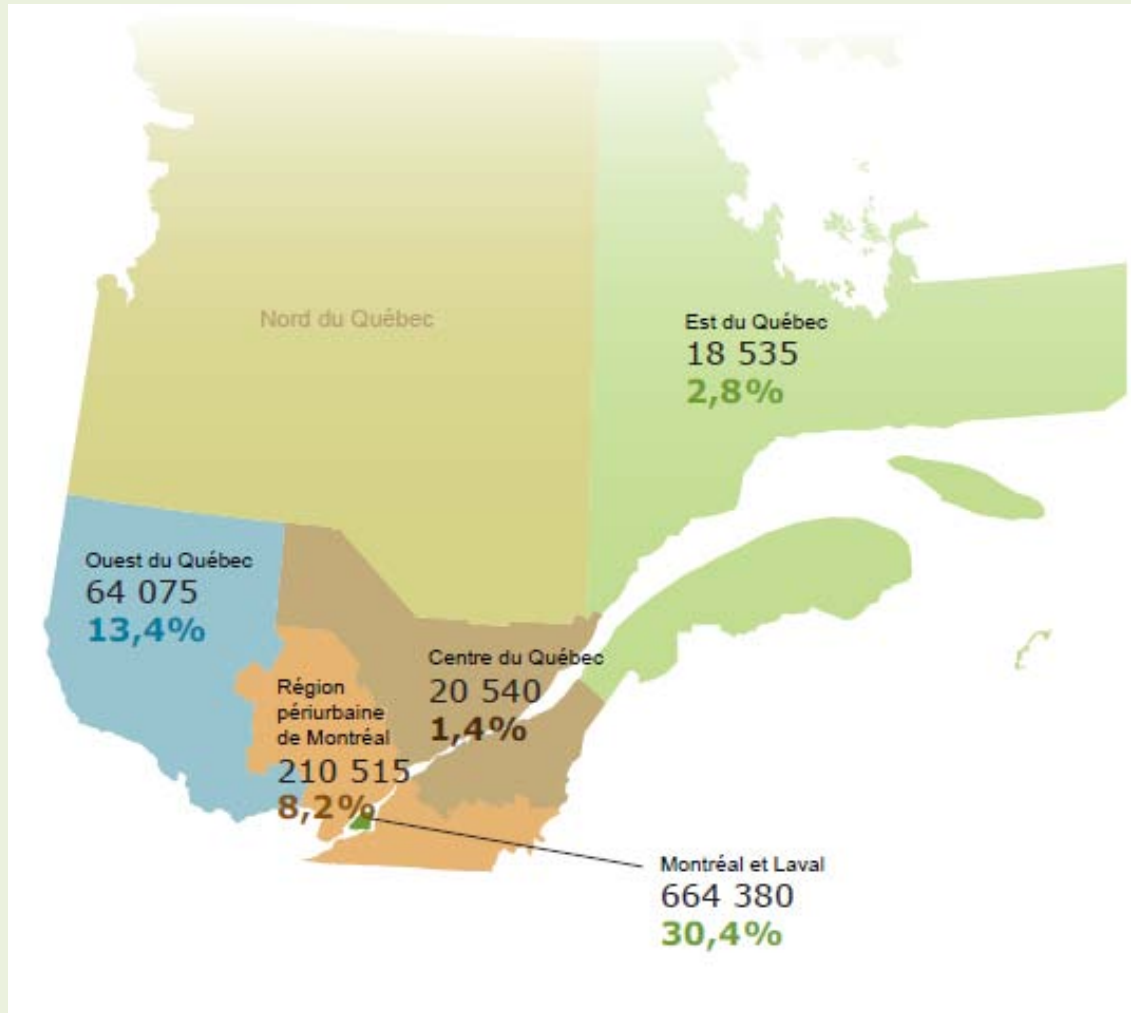 Nord du Québec
Est du Québec
18 535
2,8%
Ouest du Québec
64 075
13,4%
Centre du Québec
20 540
1,4%
Région
périurbaine
de Montréal
210 515
8,2%
Montréal et Laval
664 380
30,4%